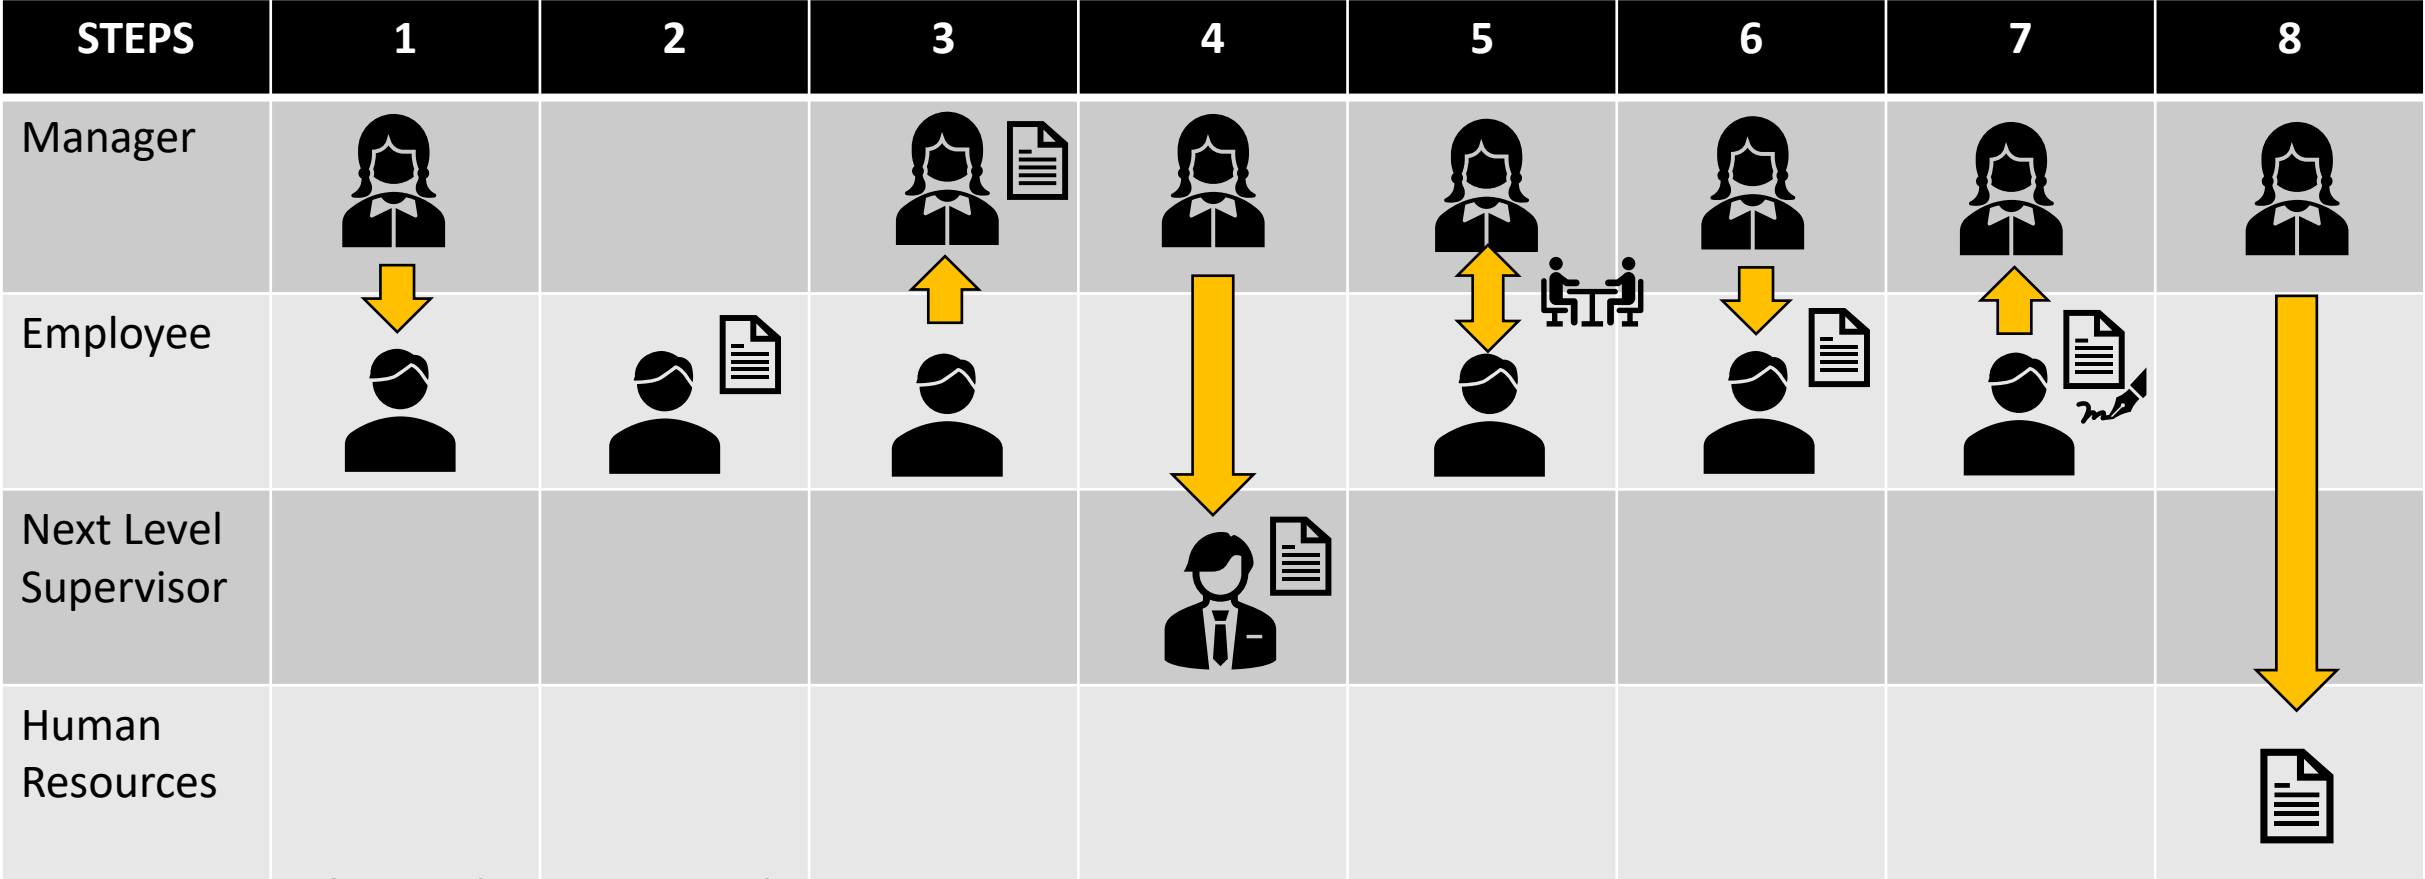 STEPS 1 2 3 4 5 6 7 8
Manager
Employee
Next Level
Supervisor
Human
Resources